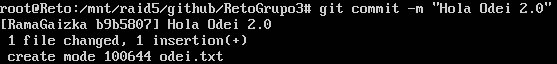 root@Reto:/mnt/raid5/github/RetoGrupo3# git commit -m "Hola Odei 2.0"
[RamaGaizka b9b5807] Hola Odei 2.0
 1 file changed, 1 insertion(+)
 create mode 100644 odei.txt